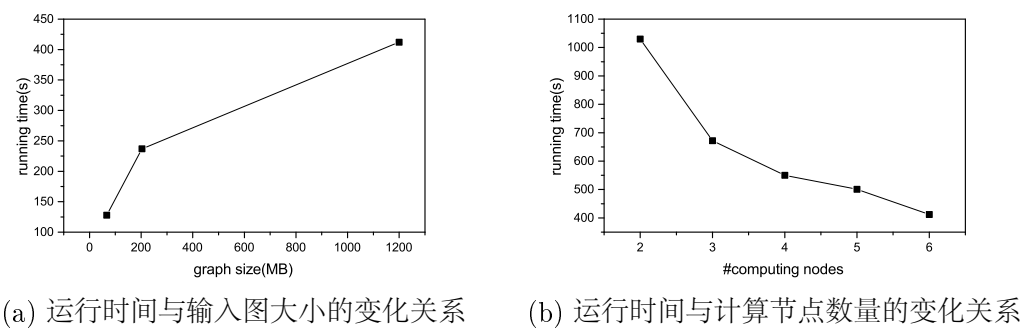 450
400
350
300
250
200
150
100
running time(s)
0 200 400 600 800 1000 1200
graph size(MB)
(a) 运行时间与输入图大小的变化关系
1100
1000
900
800
700
600
500
400
running time(s)
2 3 4 5 6
#computing nodes
(b) 运行时间与计算节点数量的变化关系